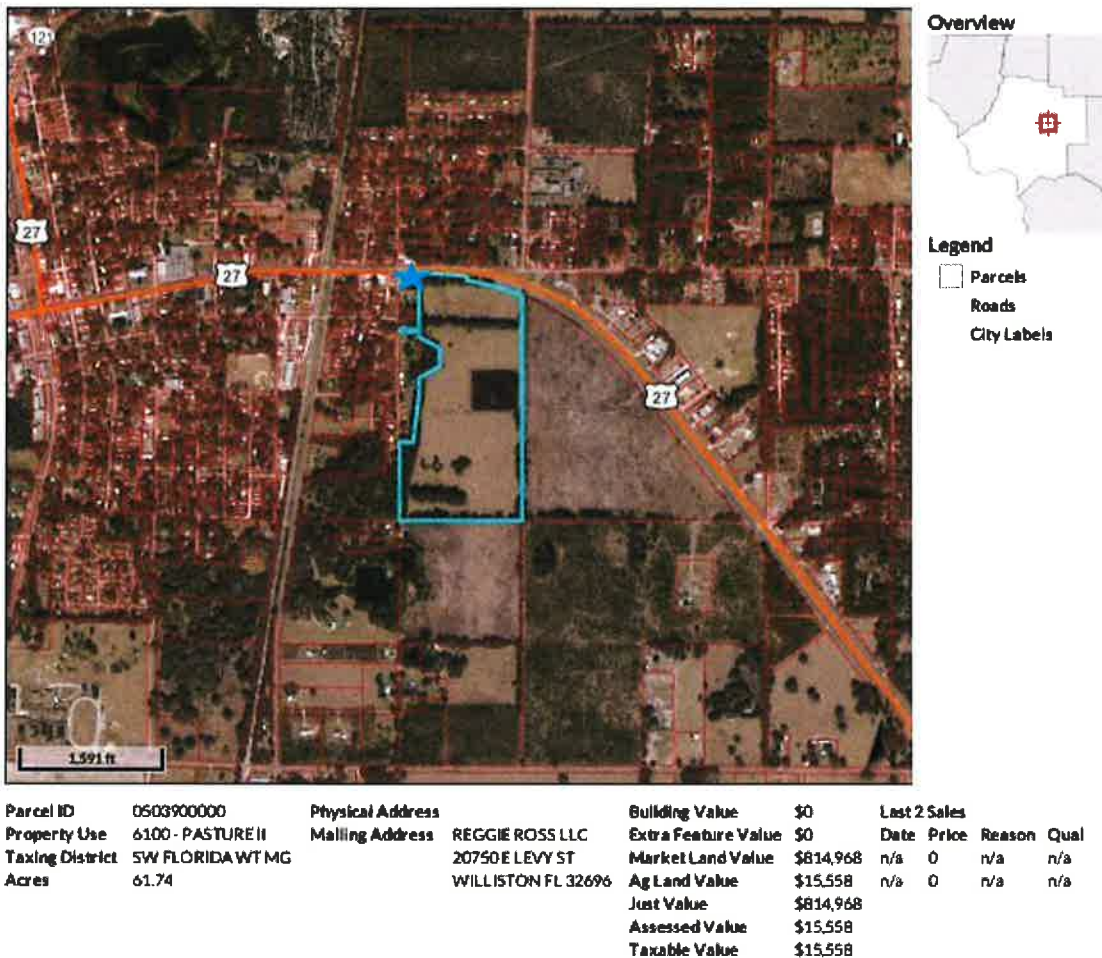 Overview
121
27
27
27
Legend
Parcels
Roads
City Labels
1,591 ft
Parcel ID 0503900000
Property Use 6100 - PASTURE II
Taxing District SW FLORIDA WT MG
Acres 61.74
Physical Address
Mailing Address REGGIE ROSS LLC
20750 E LEVY ST
WILLISTON FL 32696
Building Value $0
Extra Feature Value $0
Market Land Value $814,968
Ag Land Value $15,558
Just Value $814,968
Assessed Value $15,558
Taxable Value $15,558
Last 2 Sales
Date Price Reason Qual
n/a 0 n/a n/a
n/a 0 n/a n/a